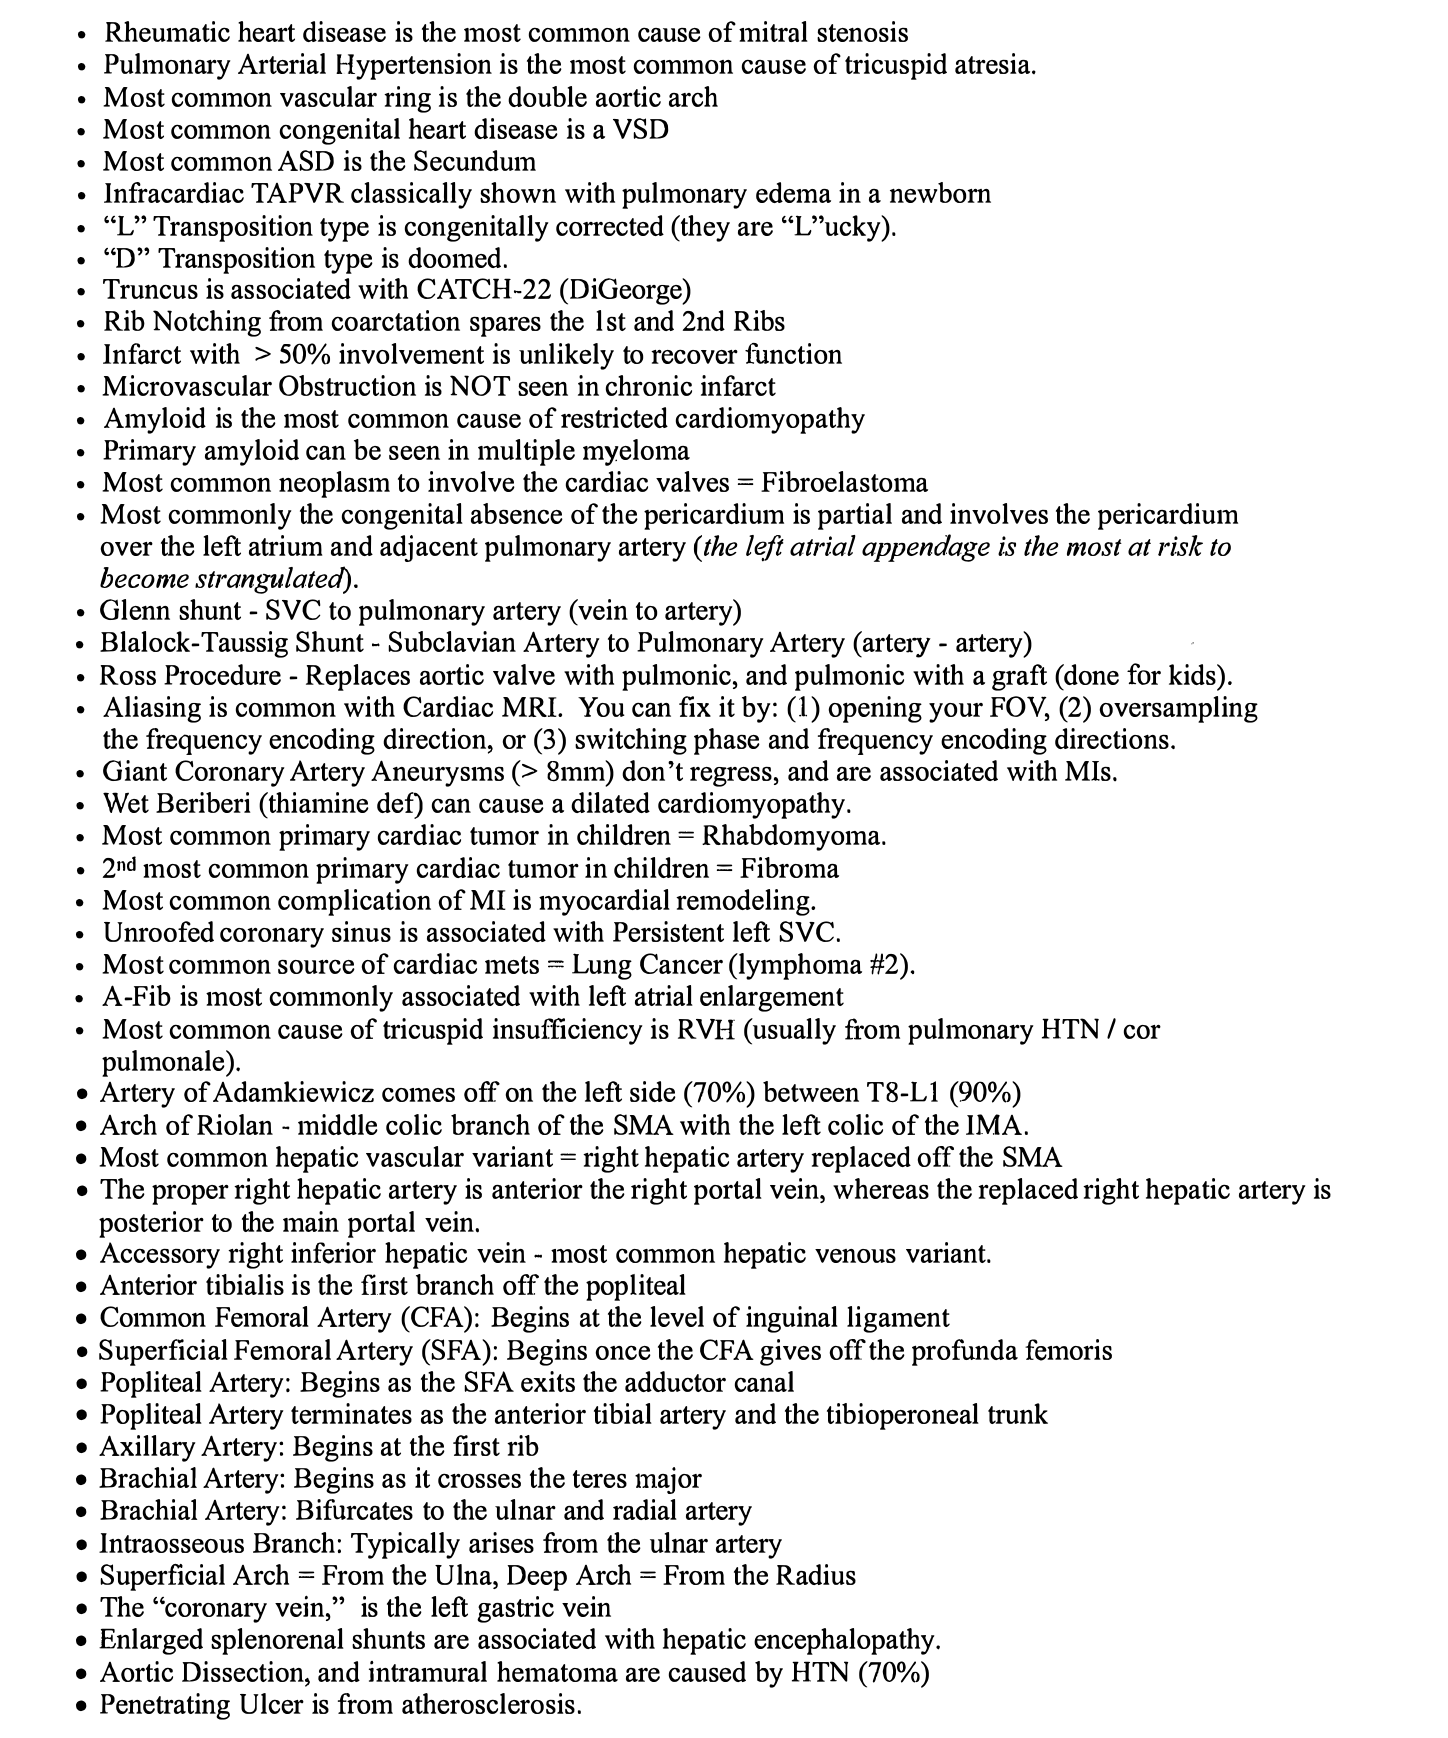 • Rheumatic heart disease is the most common cause of mitral stenosis
• Pulmonary Arterial Hypertension is the most common cause of tricuspid atresia.
• Most common vascular ring is the double aortic arch
• Most common congenital heart disease is a VSD
• Most common ASD is the Secundum
• Infracardiac TAPVR classically shown with pulmonary edema in a newborn
• “L” Transposition type is congenitally corrected (they are “L”ucky).
• “D” Transposition type is doomed.
• Truncus is associated with CATCH-22 (DiGeorge)
• Rib Notching from coarctation spares the 1st and 2nd Ribs
• Infarct with > 50% involvement is unlikely to recover function
• Microvascular Obstruction is NOT seen in chronic infarct
• Amyloid is the most common cause of restricted cardiomyopathy
• Primary amyloid can be seen in multiple myeloma
• Most common neoplasm to involve the cardiac valves = Fibroelastoma
• Most commonly the congenital absence of the pericardium is partial and involves the pericardium
over the left atrium and adjacent pulmonary artery (the left atrial appendage is the most at risk to
become strangulated).
• Glenn shunt - SVC to pulmonary artery (vein to artery)
• Blalock-Taussig Shunt - Subclavian Artery to Pulmonary Artery (artery - artery)
• Ross Procedure - Replaces aortic valve with pulmonic, and pulmonic with a graft (done for kids).
• Aliasing is common with Cardiac MRI. You can fix it by: (1) opening your FOV, (2) oversampling
the frequency encoding direction, or (3) switching phase and frequency encoding directions.
• Giant Coronary Artery Aneurysms (> 8mm) don’t regress, and are associated with MIs.
• Wet Beriberi (thiamine def) can cause a dilated cardiomyopathy.
• Most common primary cardiac tumor in children = Rhabdomyoma.
• 2nd most common primary cardiac tumor in children = Fibroma
• Most common complication of MI is myocardial remodeling.
• Unroofed coronary sinus is associated with Persistent left SVC.
• Most common source of cardiac mets = Lung Cancer (lymphoma #2).
• A-Fib is most commonly associated with left atrial enlargement
• Most common cause of tricuspid insufficiency is RVH (usually from pulmonary HTN / cor
pulmonale).
• Artery of Adamkiewicz comes off on the left side (70%) between T8-L1 (90%)
• Arch of Riolan - middle colic branch of the SMA with the left colic of the IMA.
• Most common hepatic vascular variant = right hepatic artery replaced off the SMA
• The proper right hepatic artery is anterior the right portal vein, whereas the replaced right hepatic artery is
posterior to the main portal vein.
• Accessory right inferior hepatic vein - most common hepatic venous variant.
• Anterior tibialis is the first branch off the popliteal
• Common Femoral Artery (CFA): Begins at the level of inguinal ligament
• Superficial Femoral Artery (SFA): Begins once the CFA gives off the profunda femoris
• Popliteal Artery: Begins as the SFA exits the adductor canal
• Popliteal Artery terminates as the anterior tibial artery and the tibioperoneal trunk
• Axillary Artery: Begins at the first rib
• Brachial Artery: Begins as it crosses the teres major
• Brachial Artery: Bifurcates to the ulnar and radial artery
• Intraosseous Branch: Typically arises from the ulnar artery
• Superficial Arch = From the Ulna, Deep Arch = From the Radius
• The “coronary vein,” is the left gastric vein
• Enlarged splenorenal shunts are associated with hepatic encephalopathy.
• Aortic Dissection, and intramural hematoma are caused by HTN (70%)
• Penetrating Ulcer is from atherosclerosis.